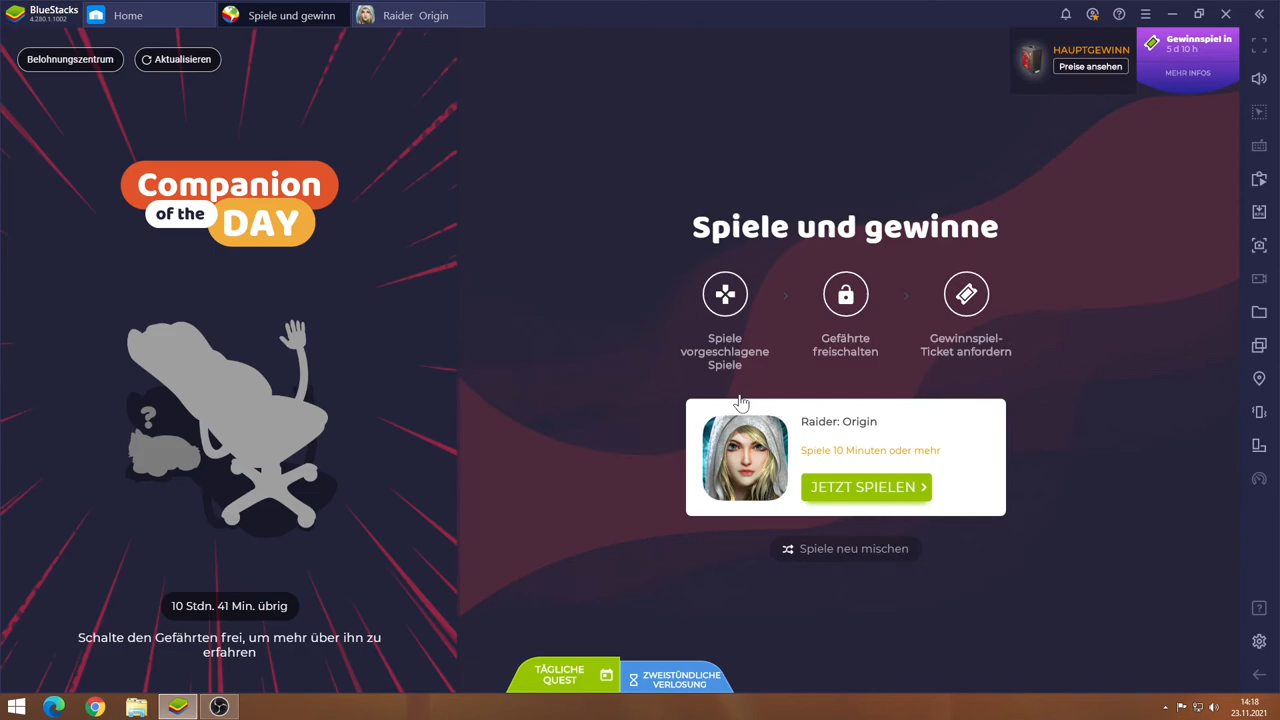 BlueStacks
4.280.1.1002
Home
Spiele und gewinn
Raider Origin
Belohnungszentrum
Aktualisieren
HAUPTGEWINN
Preise ansehen
Gewinnspiel in
5 d 10 h
MEHR INFOS
Companion
of the DAY
?
10 Stdn. 41 Min. übrig
Schalte den Gefährten frei, um mehr über ihn zu
erfahren
Spiele und gewinne
Spiele
vorgeschlagene
Spiele
Gefährte
freischalten
Gewinnspiel-
Ticket anfordern
Raider: Origin
Spiele 10 Minuten oder mehr
JETZT SPIELEN
Spiele neu mischen
TÄGLICHE
QUEST
ZWEISTÜNDLICHE
VERLOSUNG
14:18
23.11.2021